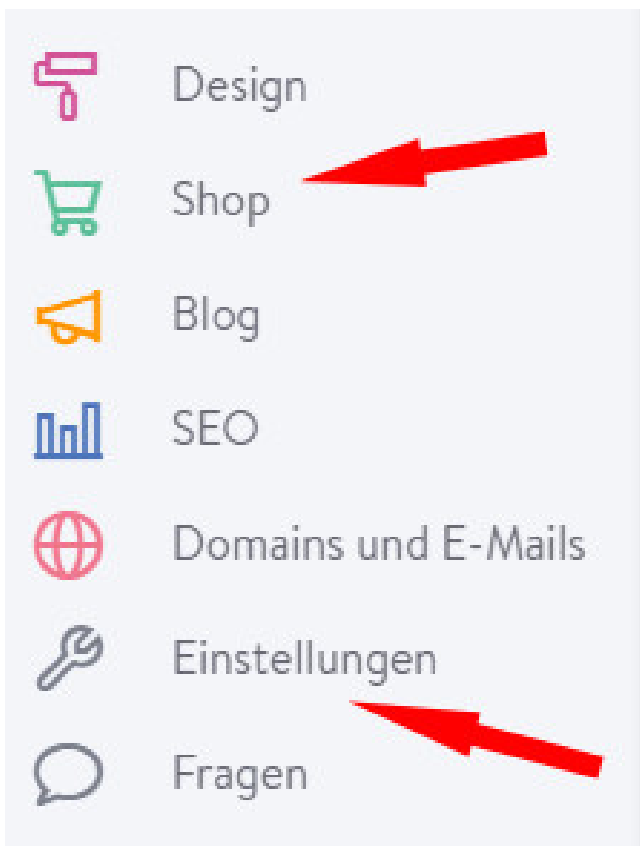 Design
Shop
Blog
SEO
Domains und E-Mails
Einstellungen
Fragen